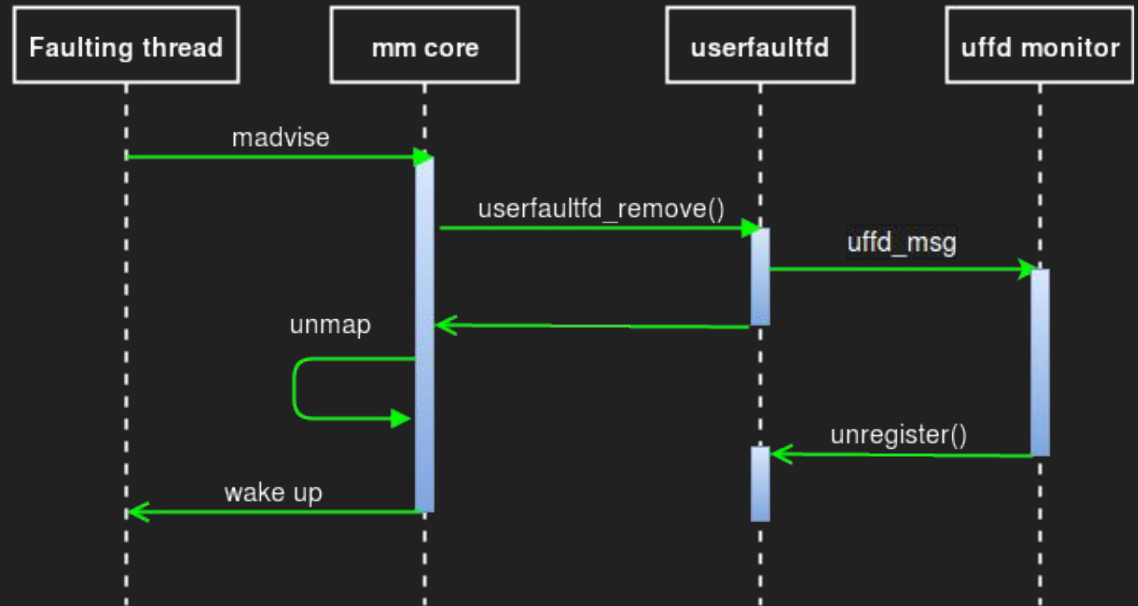 Faulting thread
mm core
userfaultfd
uffd monitor
madvise
userfaultfd_remove()
uffd_msg
unmap
unregister()
wake up